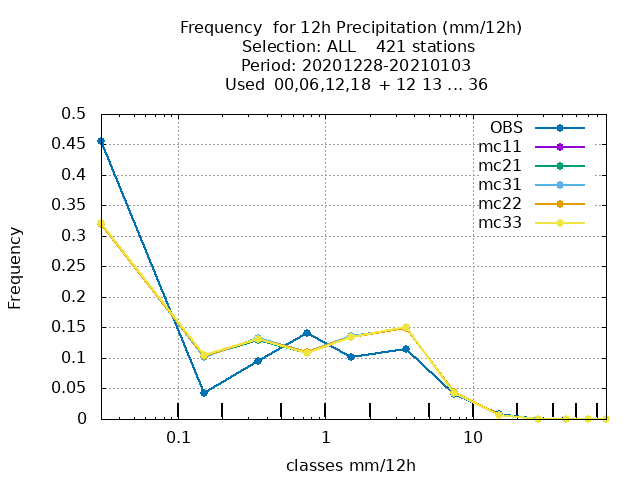 Frequency  for 12h Precipitation (mm/12h)
Selection: ALL    421 stations
Period: 20201228-20210103
Used  00,06,12,18  + 12 13 ... 36
0.5
0.45
0.4
0.35
0.3
0.25
0.2
0.15
0.1
0.05
0
Frequency
OBS
mc11
mc21
mc31
mc22
mc33
0.1
1
10
classes mm/12h